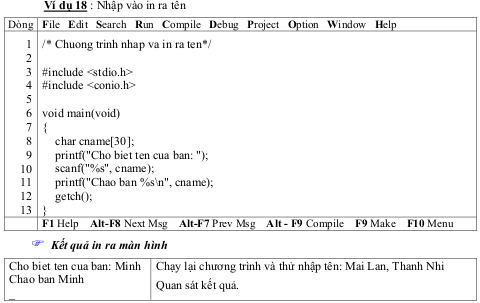 Ví dụ 18 : Nhập vào in ra tên
Dòng File Edit Search Run Compile Debug Project Option Window Help
1 /* Chuong trinh nhap va in ra ten*/
2
3 #include <stdio.h>
4 #include <conio.h>
5
6 void main(void)
7 {
8 char cname[30];
9 printf("Cho biet ten cua ban: ");
10 scanf("%s", cname);
11 printf("Chao ban %s\n", cname);
12 getch();
13 }
F1 Help Alt-F8 Next Msg Alt-F7 Prev Msg Alt - F9 Compile F9 Make F10 Menu
☞ Kết quả in ra màn hình
Cho biet ten cua ban: Minh
Chao ban Minh
_
Chạy lại chương trình và thử nhập tên: Mai Lan, Thanh Nhi
Quan sát kết quả.